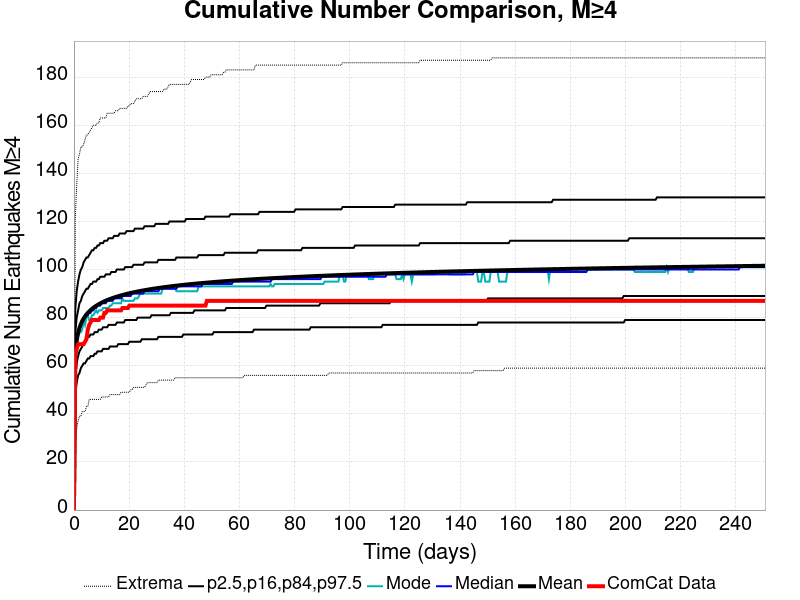 Cumulative Number Comparison, M≥4
Cumulative Num Earthquakes M≥4
180
160
140
120
100
80
60
40
20
0
0 20 40 60 80 100 120 140 160 180 200 220 240
Time (days)
Extrema p2.5,p16,p84,p97.5 Mode Median Mean ComCat Data